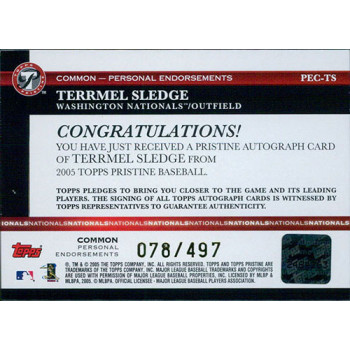 COMMON — PERSONAL ENDORSEMENTS PEC-TS
TERRMEL SLEDGE
WASHINGTON NATIONALS™/OUTFIELD
CONGRATULATIONS!
YOU HAVE JUST RECEIVED A PRISTINE AUTOGRAPH CARD
OF TERRMEL SLEDGE FROM
2005 TOPPS PRISTINE BASEBALL.
TOPPS PLEDGES TO BRING YOU CLOSER TO THE GAME AND ITS LEADING
PLAYERS. THE SIGNING OF ALL TOPPS AUTOGRAPH CARDS IS WITNESSED BY
TOPPS REPRESENTATIVES TO GUARANTEE AUTHENTICITY.
IONALSNATIONALSNATIONALSNATIONALSNATIONALSNATIONALSNATI
Topps COMMON
PERSONAL
ENDORSEMENTS 078/497
®, TM & © 2005 THE TOPPS COMPANY, INC. ALL RIGHTS RESERVED. TOPPS AND TOPPS PRISTINE ARE
TRADEMARKS OF THE TOPPS COMPANY, INC. MAJOR LEAGUE BASEBALL TRADEMARKS AND COPYRIGHTS
ARE USED WITH PERMISSION OF MAJOR LEAGUE BASEBALL PROPERTIES, INC. LICENSED BY MLBP &
MLBPA, 2005. © MLBPA, OFFICIAL LICENSEE - MAJOR LEAGUE BASEBALL PLAYERS ASSOCIATION.